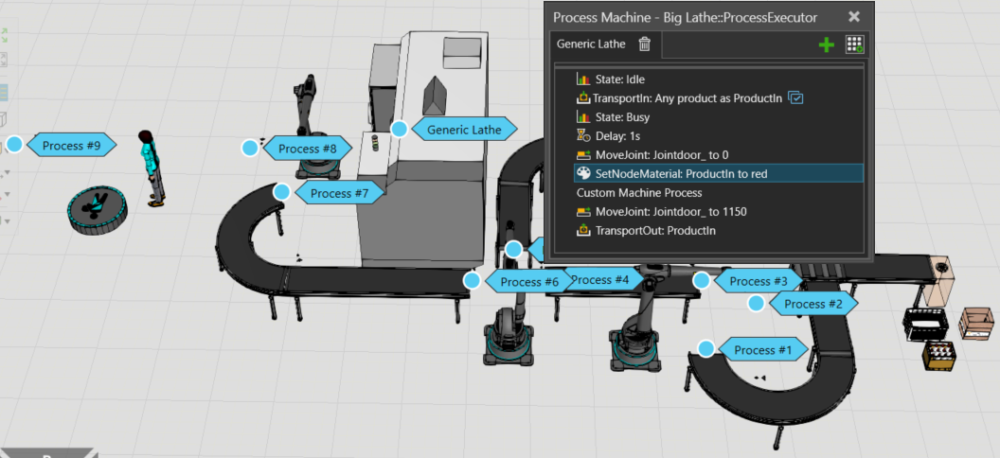 Process Machine - Big Lathe::ProcessExecutor
Generic Lathe
State: Idle
TransportIn: Any product as ProductIn
State: Busy
Delay: 1s
MoveJoint: Jointdoor_ to 0
SetNodeMaterial: ProductIn to red
Custom Machine Process
MoveJoint: Jointdoor_ to 1150
TransportOut: ProductIn
Generic Lathe
Process #9
Process #8
Process #7
Process #6
Process #4
Process #3
Process #2
Process #1